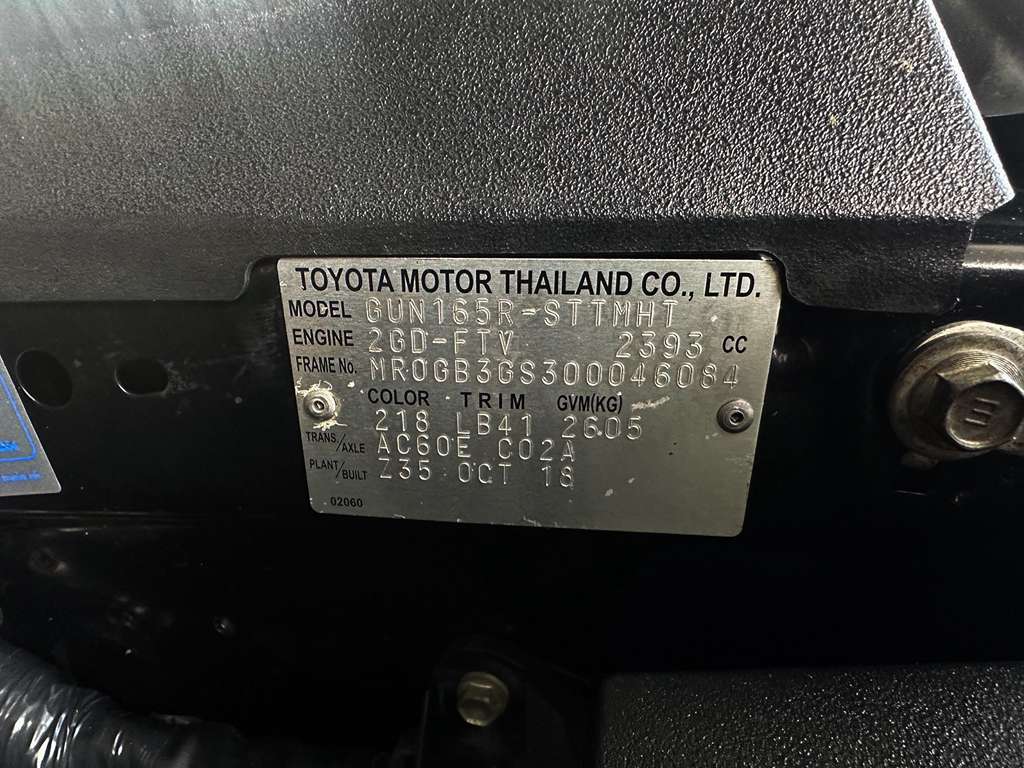 TOYOTA MOTOR THAILAND CO., LTD.
MODEL GUN165R-STTMHT
ENGINE 2GD-FTV 2393 CC
FRAME No. MR0GB3GS300046084
COLOR TRIM GVM(KG)
218 LB41 2605
TRANS/AXLE AC60E C02A
PLANT/BUILT Z35 OCT 18
02060